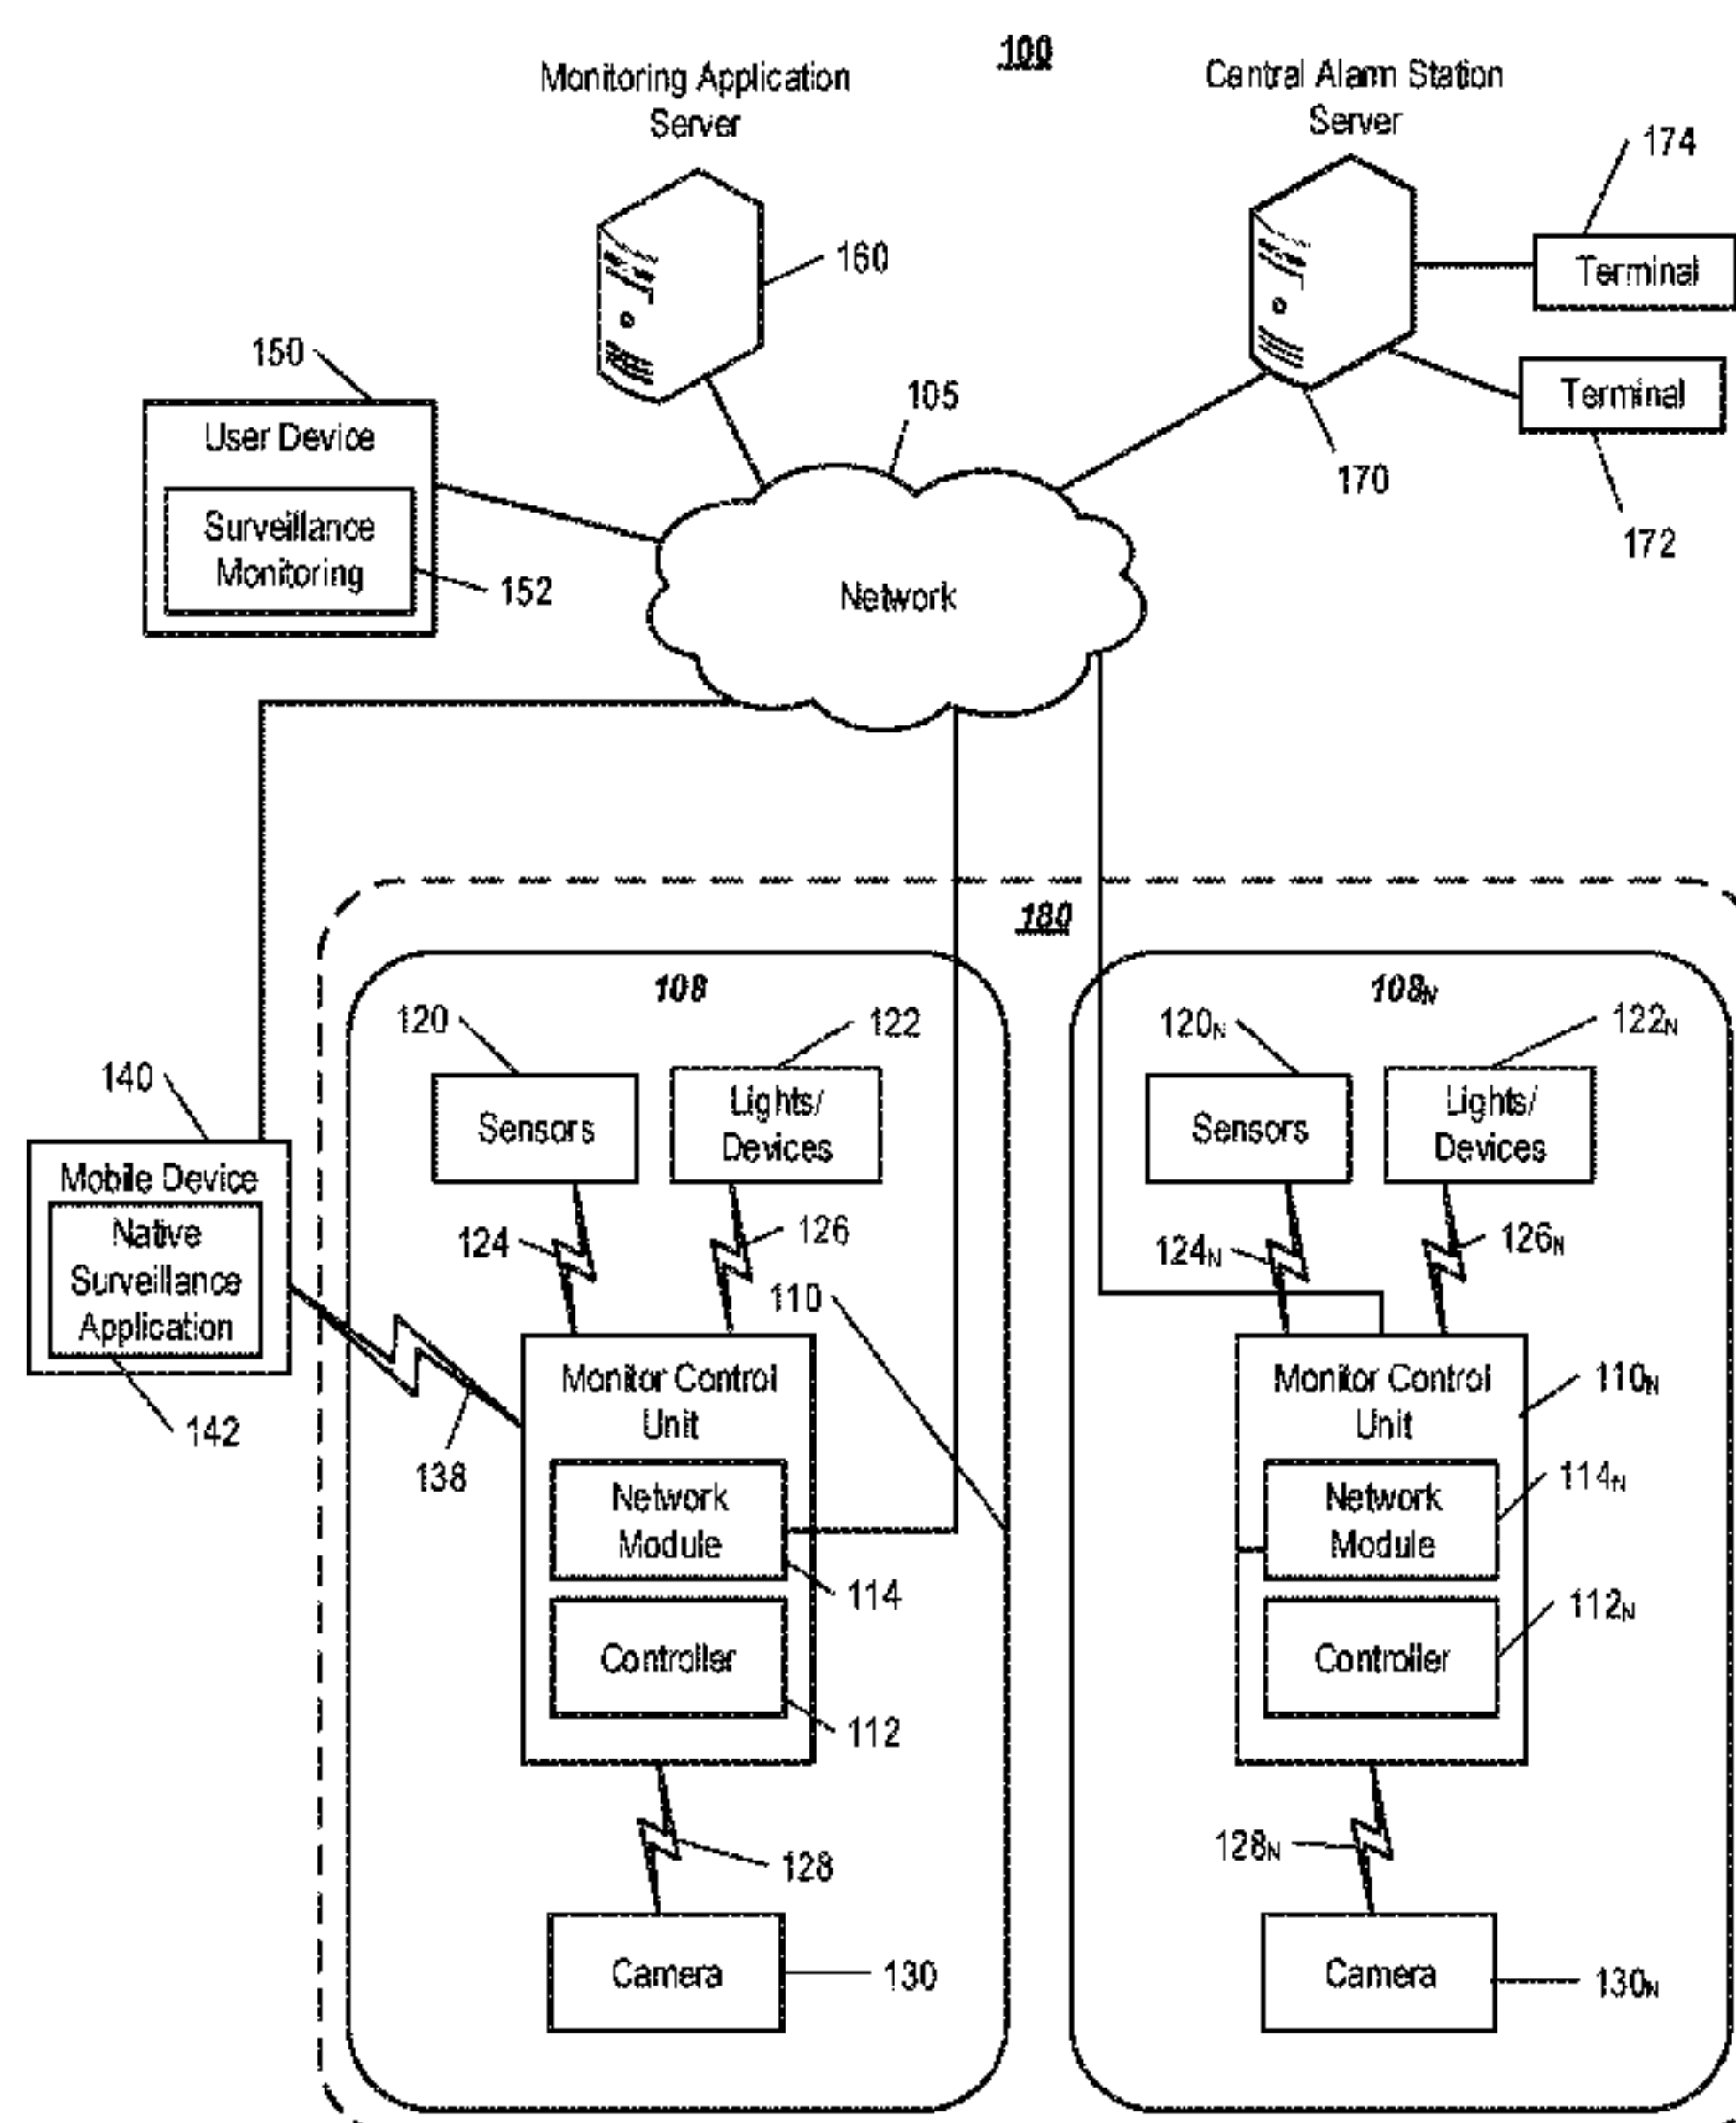 100
Monitoring Application
Server
Cantral Alarm Station
Server
174
160
Terminal
150
Terminal
105
User Device
170
172
Surveillance
Monitoring
152
Network
180
108
108N
120
122
120N
122N
140
Sensors
Lights/
Devices
Sensors
Lights/
Devices
Mobile Device
Native
Surveillance
Application
124
126
124N
126N
110
142
138
Monitor Control
Unit
Monitor Control
Unit
110N
Network
Module
114
Network
Module
114N
Controller
112
Controller
112N
128
128N
Camera
130
Camera
130N